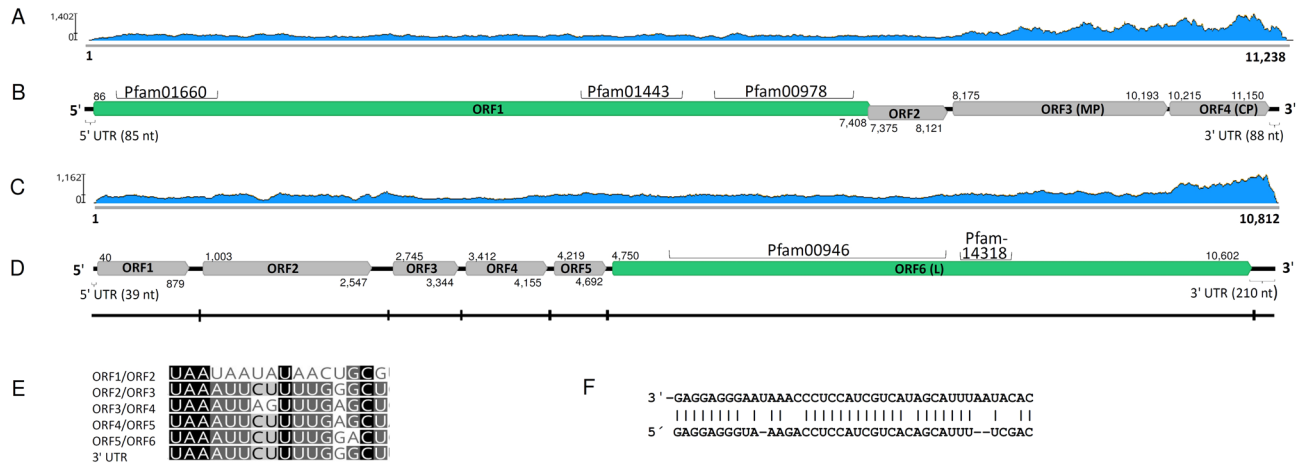 A
1,402
0
1
11,238
B
Pfam01660
Pfam01443
Pfam00978
5'
86
ORF1
7,408
ORF2
7,375
8,121
8,175
ORF3 (MP)
10,193
10,215
ORF4 (CP)
11,150
3'
5' UTR (85 nt)
3' UTR (88 nt)
C
1,162
0
1
10,812
D
Pfam00946
Pfam-
14318
5'
40
ORF1
879
1,003
ORF2
2,547
2,745
ORF3
3,344
3,412
ORF4
4,155
4,219
ORF5
4,692
4,750
ORF6 (L)
10,602
3'
5' UTR (39 nt)
3' UTR (210 nt)
E
ORF1/ORF2 UAAUAAUAUAACUGCGU
ORF2/ORF3 UAAAUUCUUUUGGGCU
ORF3/ORF4 UAAAUUAGUUUGAGCU
ORF4/ORF5 UAAAUUCUUUUGAGCU
ORF5/ORF6 UAAAUUCUUUUGGACU
3' UTR UAAAUUCUUUUGGGCU
F
3'-GAGGAGGGAAUAAACCCUCCAUCGUCAUAGCAUUUAAUACAC
5´ GAGGAGGGUA-AAGACCUCCAUCGUCACAGCAUUU--UCGAC